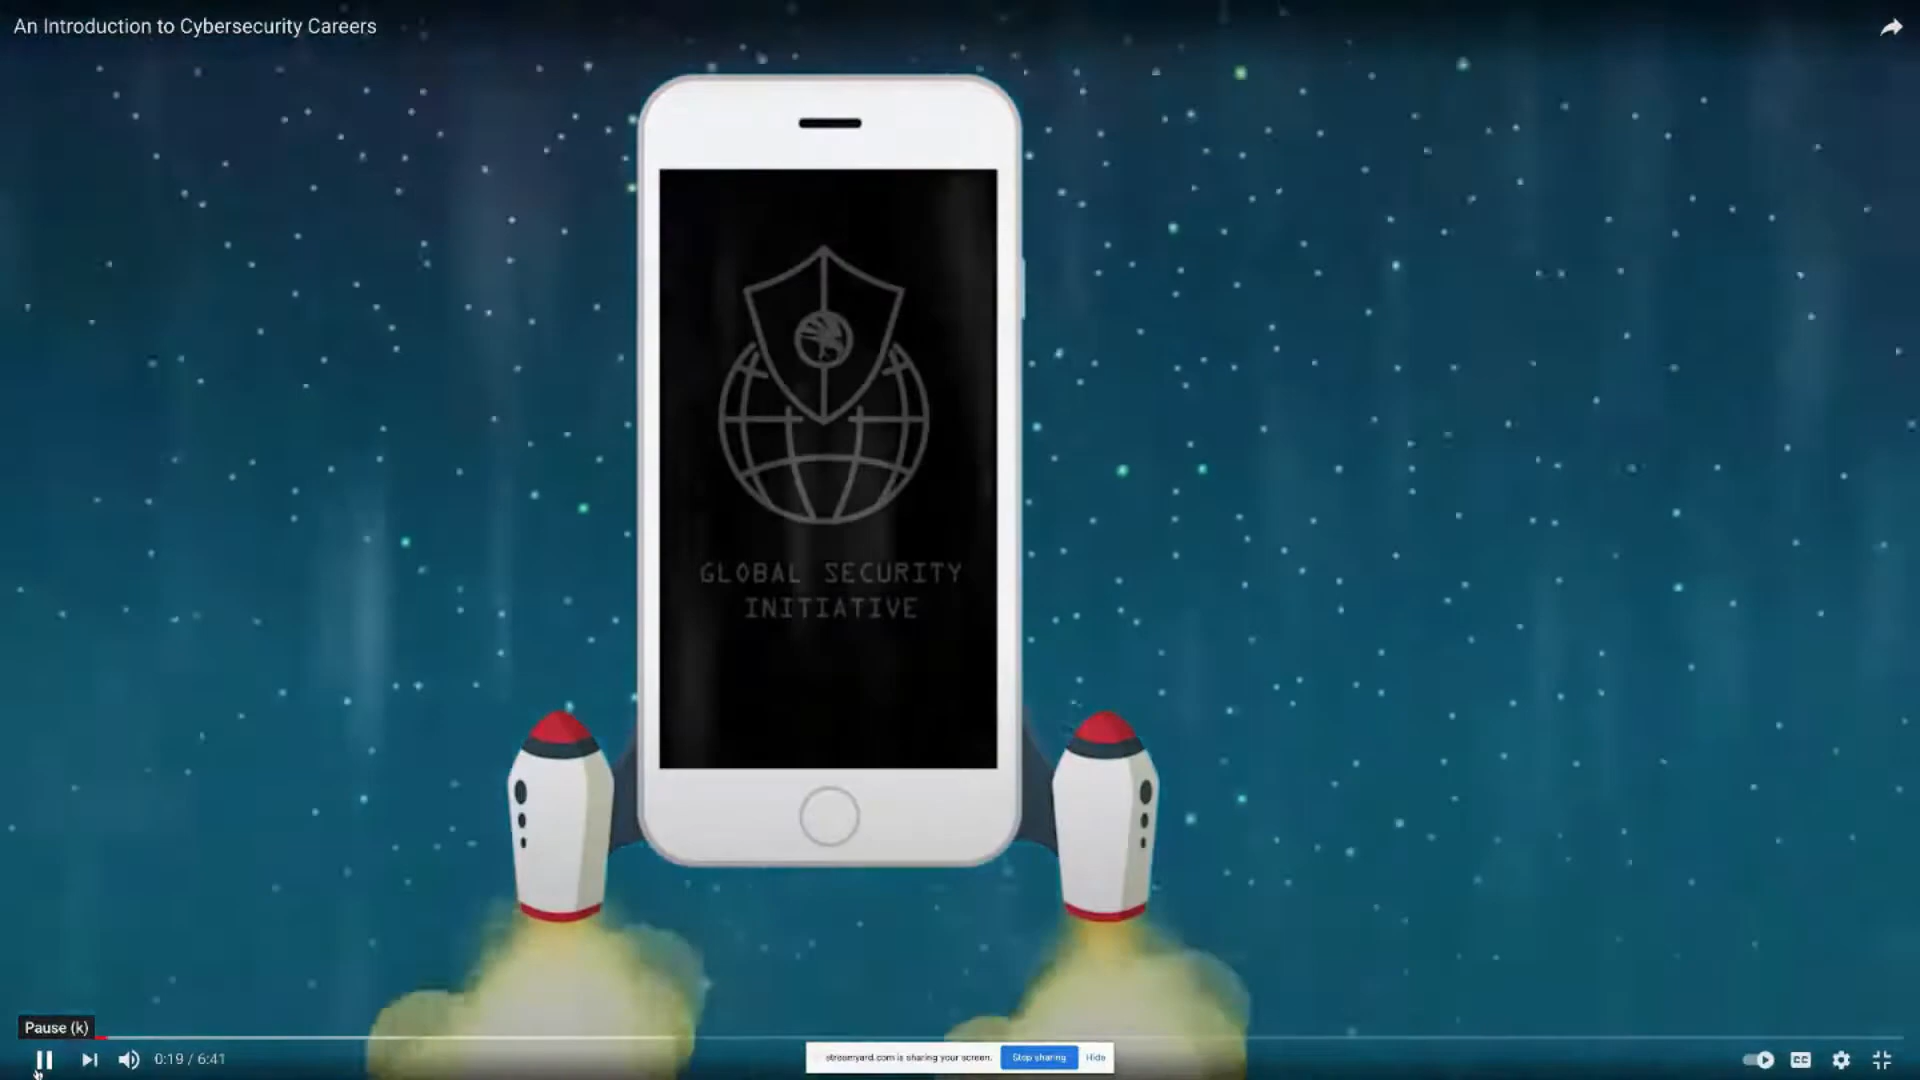 An Introduction to Cybersecurity Careers
GLOBAL SECURITY
INITIATIVE
Pause (k)
0:19 / 6:41
streamyard.com is sharing your screen.
Stop sharing
Hide
CC